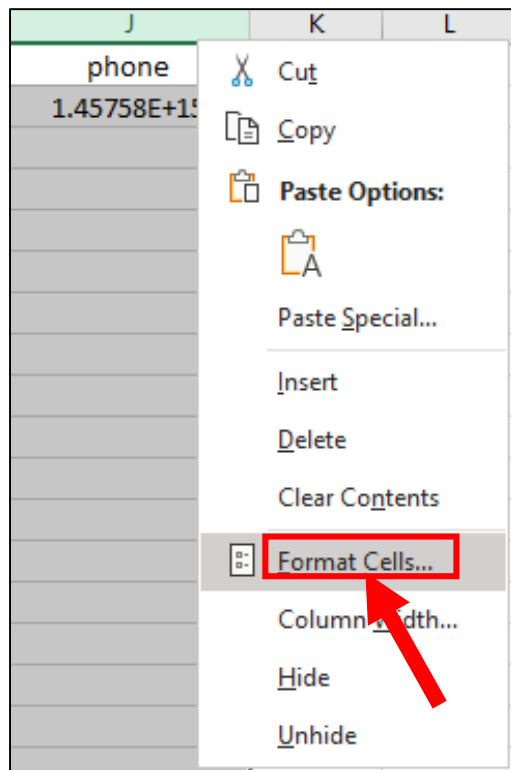 J K L
phone
1.45758E+15
Cut
Copy
Paste Options:
A
Paste Special...
Insert
Delete
Clear Contents
Format Cells...
Column Width...
Hide
Unhide